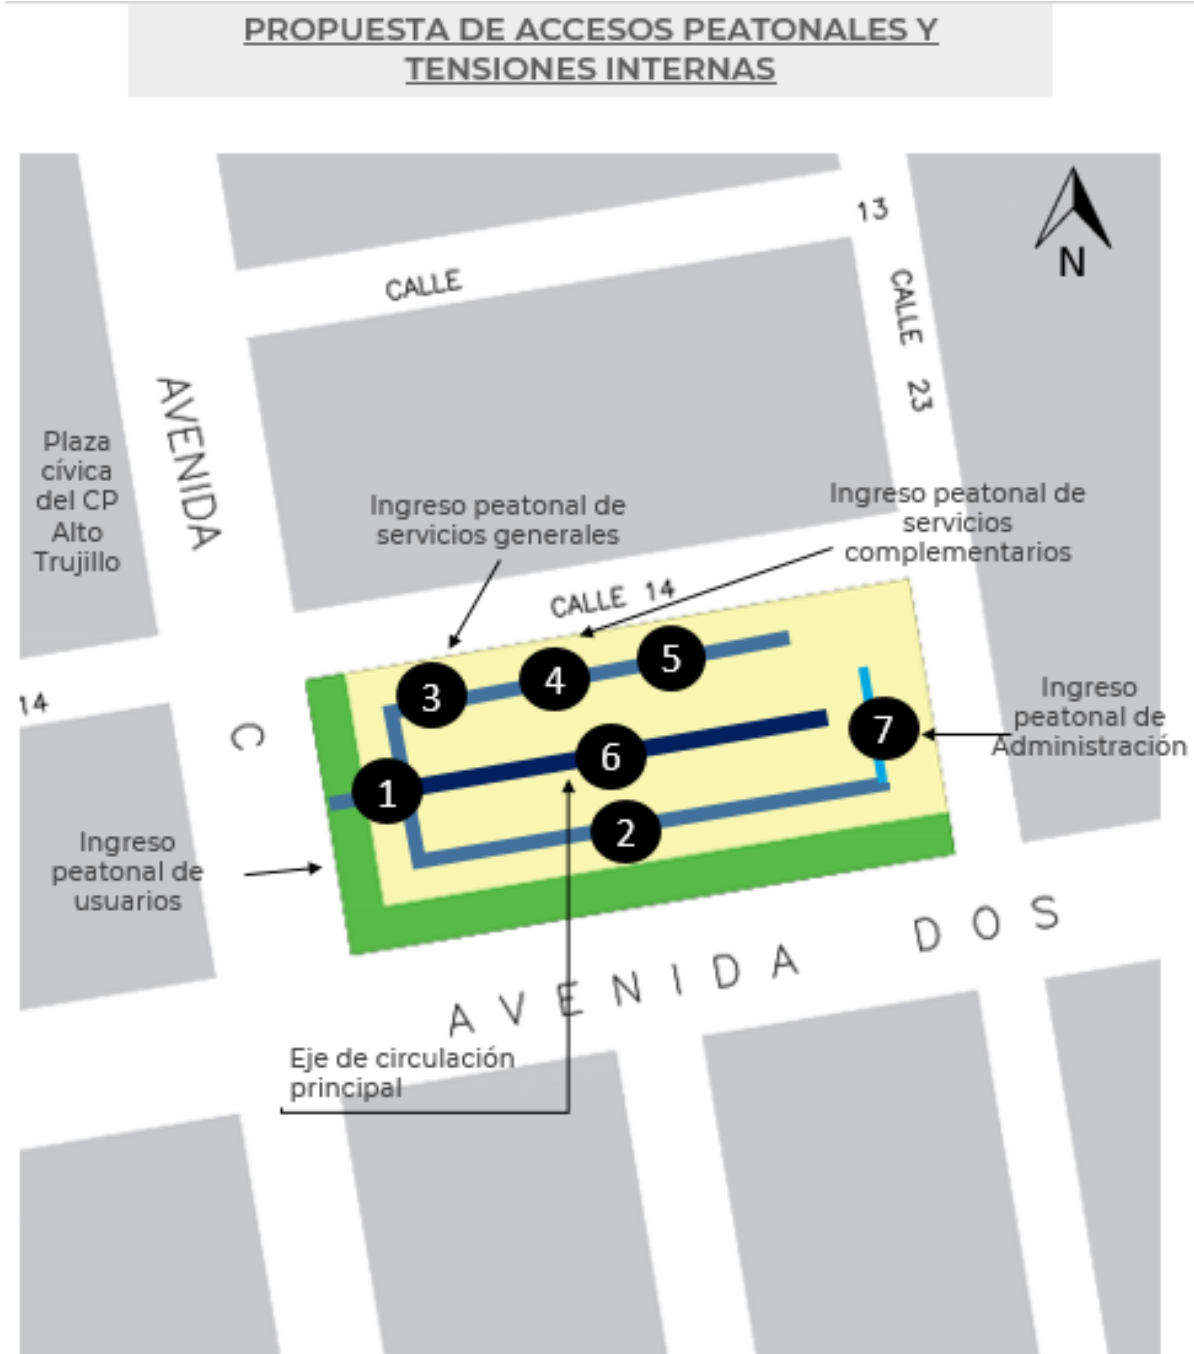 PROPUESTA DE ACCESOS PEATONALES Y
TENSIONES INTERNAS
13
CALLE
CALLE 23
N
AVENIDA
Plaza
cívica
del CP
Alto
Trujillo
Ingreso peatonal de
servicios generales
Ingreso peatonal de
servicios
complementarios
CALLE 14
3
4
5
14
C
Ingreso
peatonal de
Administración
7
6
1
2
Ingreso
peatonal de
usuarios
AVENIDA DOS
Eje de circulación
principal